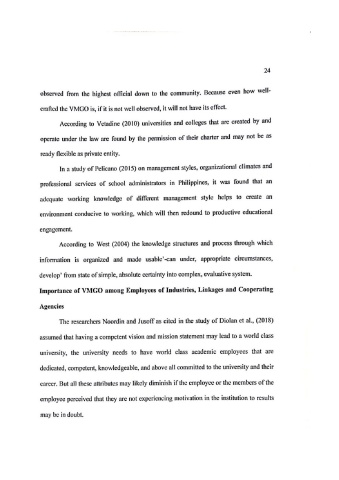 24
observed from the highest official down to the community. Because even how well-
crafted the VMGO is, if it is not well observed, it will not have its effect.
According to Vetadine (2010) universities and colleges that are created by and
operate under the law are found by the permission of their charter and may not be as
ready flexible as private entity.
In a study of Pelicano (2015) on management styles, organizational climates and
professional services of school administrators in Philippines, it was found that an
adequate working knowledge of different management style helps to create an
environment conducive to working, which will then redound to productive educational
engagement.
According to West (2004) the knowledge structures and process through which
information is organized and made usable'-can under, appropriate circumstances,
develop' from state of simple, absolute certainty into complex, evaluative system.
Importance of VMGO among Employees of Industries, Linkages and Cooperating
Agencies
The researchers Noordin and Jusoff as cited in the study of Diolan et al., (2018)
assumed that having a competent vision and mission statement may lead to a world class
university, the university needs to have world class academic employees that are
dedicated, competent, knowledgeable, and above all committed to the university and their
career. But all these attributes may likely diminish if the employee or the members of the
employee perceived that they are not experiencing motivation in the institution to results
may be in doubt.